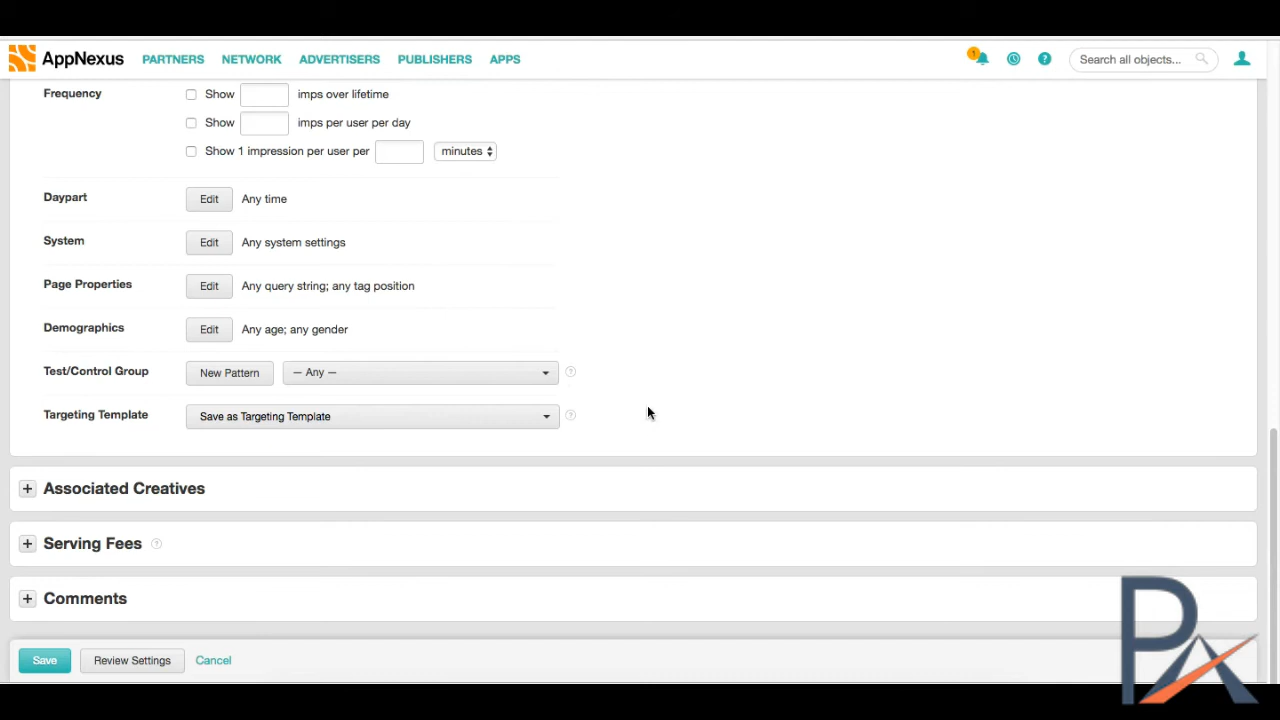 AppNexus PARTNERS NETWORK ADVERTISERS PUBLISHERS APPS 1 ? Search all objects...
Frequency Show imps over lifetime
Show imps per user per day
Show 1 impression per user per minutes
Daypart Edit Any time
System Edit Any system settings
Page Properties Edit Any query string; any tag position
Demographics Edit Any age; any gender
Test/Control Group New Pattern — Any — ?
Targeting Template Save as Targeting Template ?
+ Associated Creatives
+ Serving Fees ?
+ Comments
Save Review Settings Cancel
PA